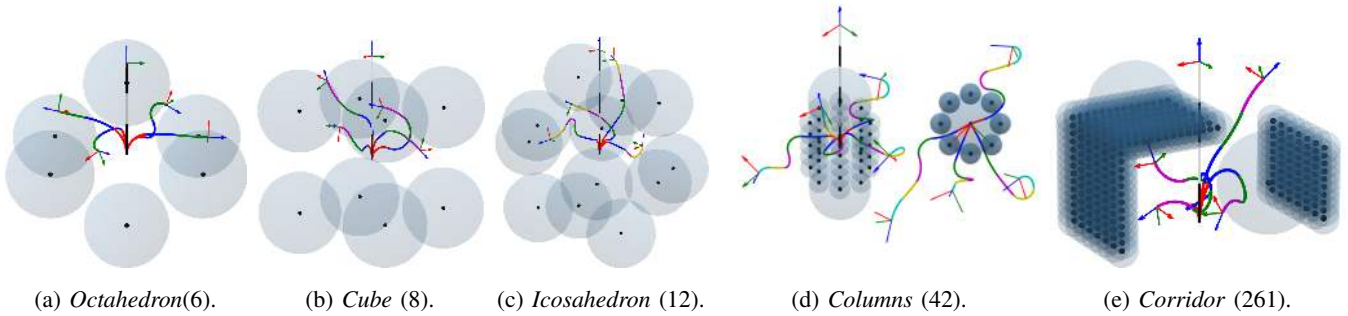 (a) Octahedron(6). (b) Cube (8). (c) Icosahedron (12). (d) Columns (42). (e) Corridor (261).